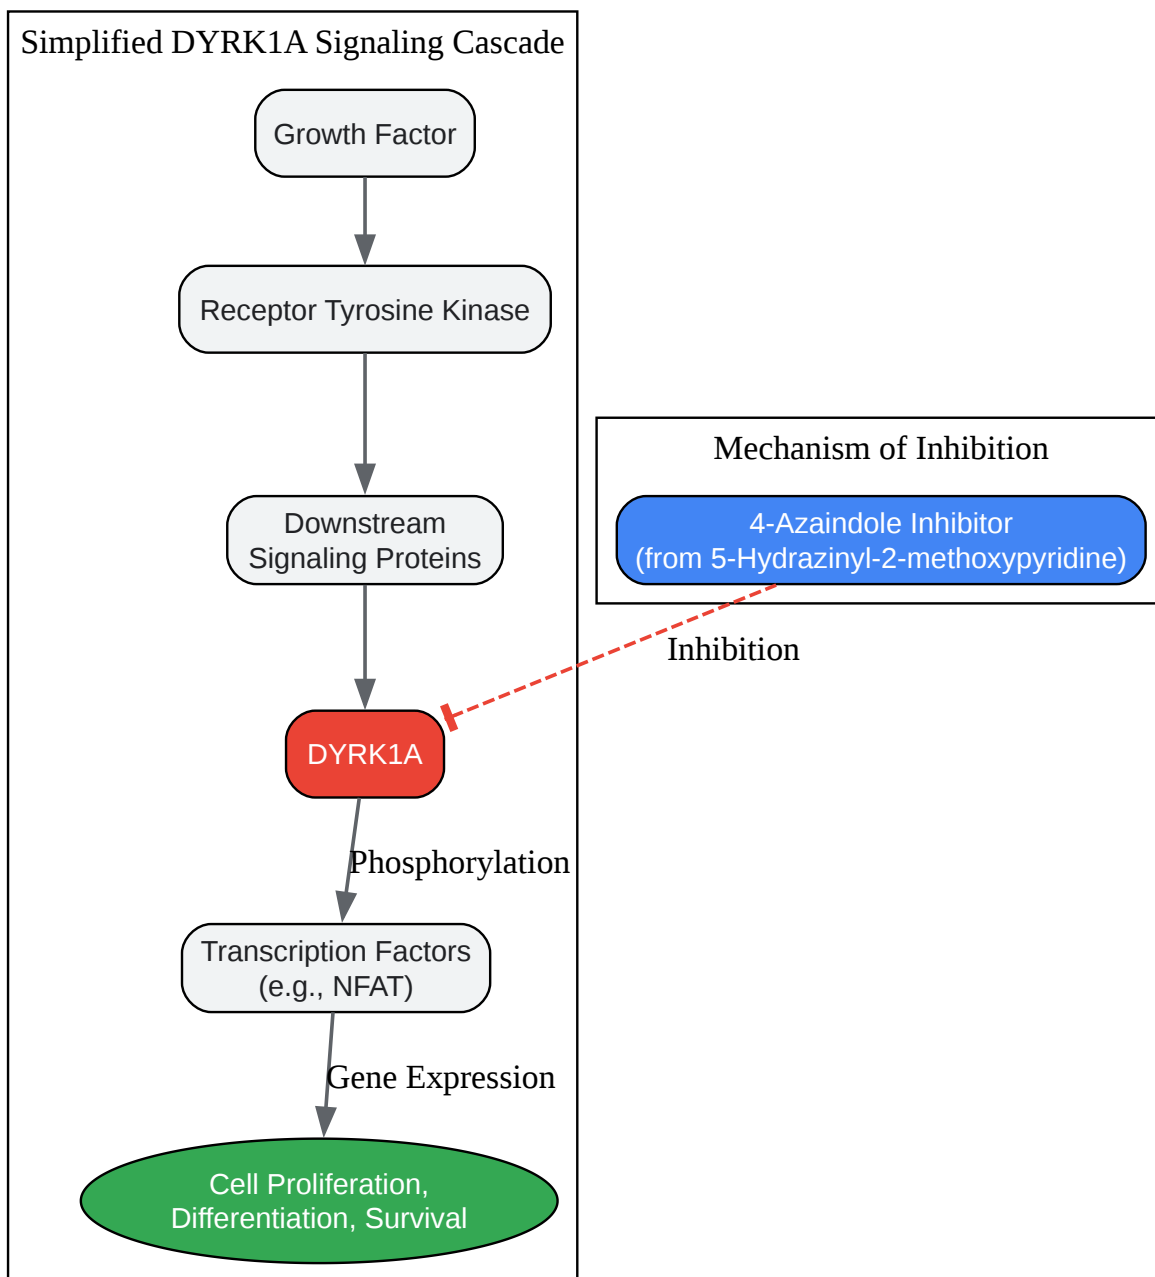 Simplified DYRK1A Signaling Cascade
Growth Factor
Receptor Tyrosine Kinase
Downstream
Signaling Proteins
Mechanism of Inhibition
4-Azaindole Inhibitor
(from 5-Hydrazinyl-2-methoxypyridine)
Inhibition
DYRK1A
Phosphorylation
Transcription Factors
(e.g., NFAT)
Gene Expression
Cell Proliferation,
Differentiation, Survival